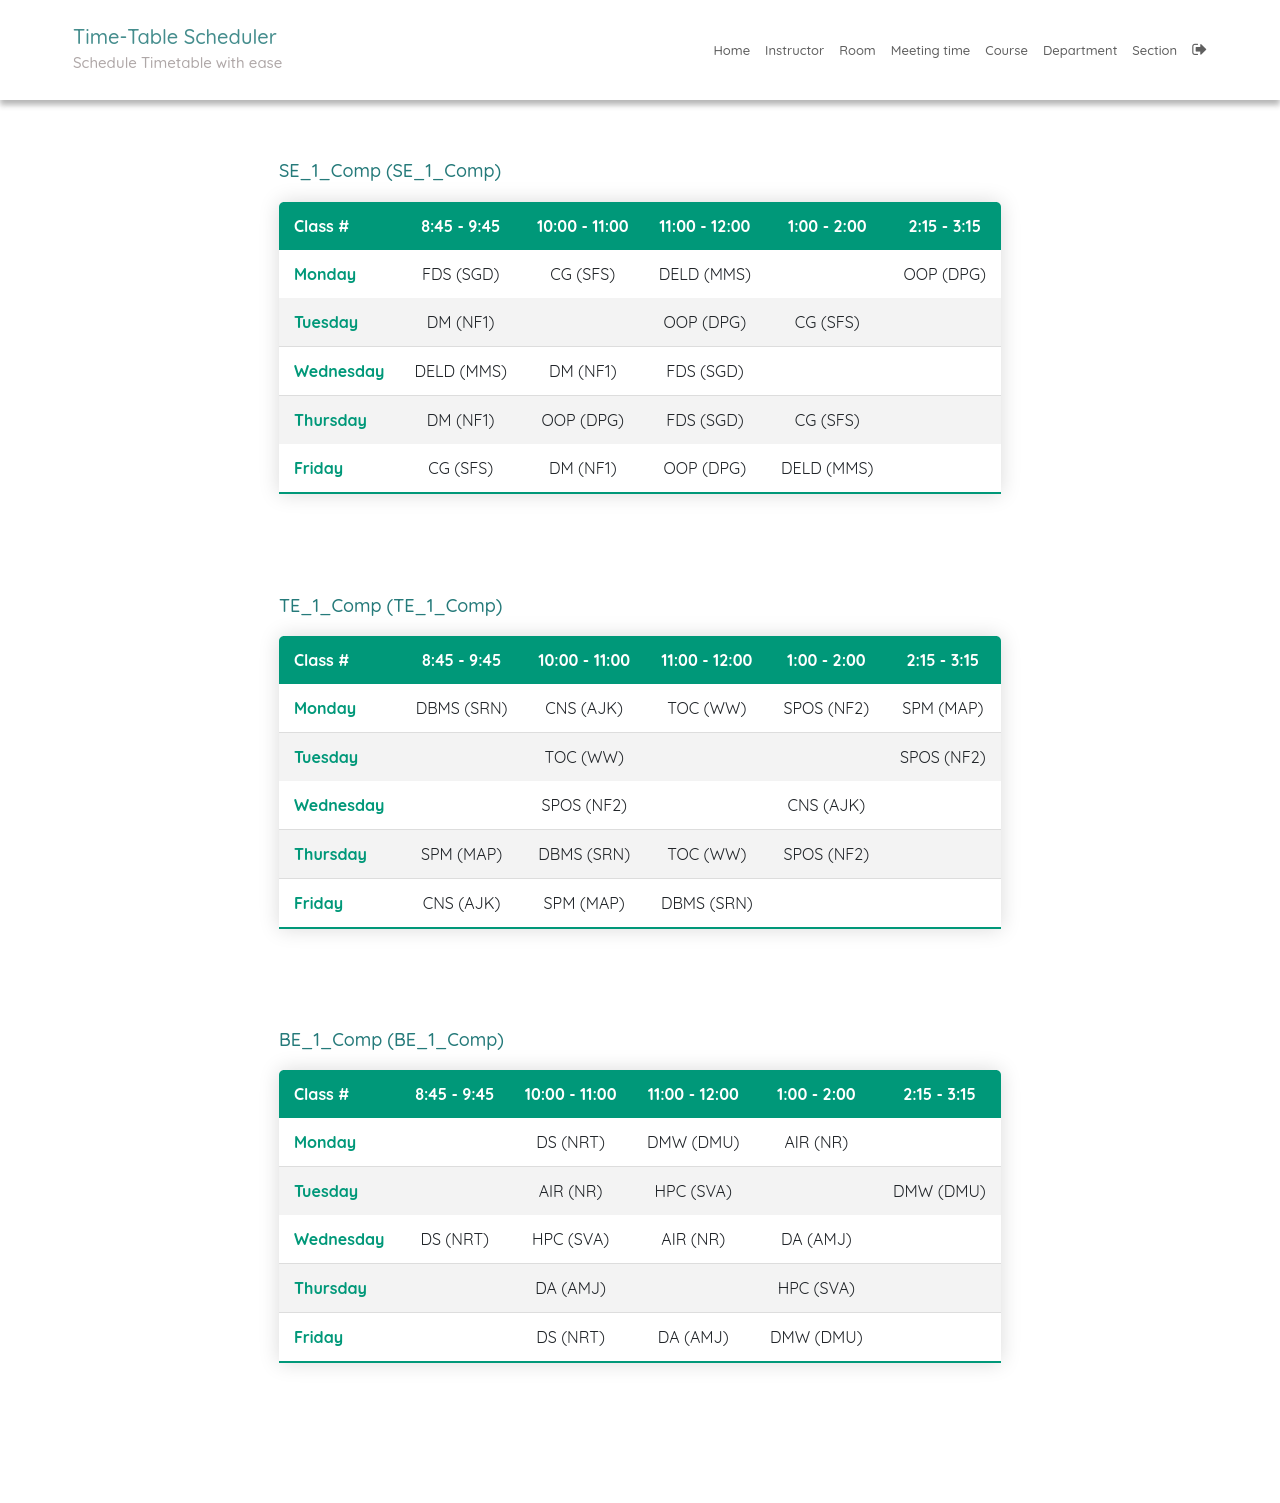 Time-Table Scheduler
Schedule Timetable with ease
Home Instructor Room Meeting time Course Department Section
SE_1_Comp (SE_1_Comp)
Class # 8:45 - 9:45 10:00 - 11:00 11:00 - 12:00 1:00 - 2:00 2:15 - 3:15
Monday FDS (SGD) CG (SFS) DELD (MMS) OOP (DPG)
Tuesday DM (NF1) OOP (DPG) CG (SFS)
Wednesday DELD (MMS) DM (NF1) FDS (SGD)
Thursday DM (NF1) OOP (DPG) FDS (SGD) CG (SFS)
Friday CG (SFS) DM (NF1) OOP (DPG) DELD (MMS)
TE_1_Comp (TE_1_Comp)
Class # 8:45 - 9:45 10:00 - 11:00 11:00 - 12:00 1:00 - 2:00 2:15 - 3:15
Monday DBMS (SRN) CNS (AJK) TOC (WW) SPOS (NF2) SPM (MAP)
Tuesday TOC (WW) SPOS (NF2)
Wednesday SPOS (NF2) CNS (AJK)
Thursday SPM (MAP) DBMS (SRN) TOC (WW) SPOS (NF2)
Friday CNS (AJK) SPM (MAP) DBMS (SRN)
BE_1_Comp (BE_1_Comp)
Class # 8:45 - 9:45 10:00 - 11:00 11:00 - 12:00 1:00 - 2:00 2:15 - 3:15
Monday DS (NRT) DMW (DMU) AIR (NR)
Tuesday AIR (NR) HPC (SVA) DMW (DMU)
Wednesday DS (NRT) HPC (SVA) AIR (NR) DA (AMJ)
Thursday DA (AMJ) HPC (SVA)
Friday DS (NRT) DA (AMJ) DMW (DMU)